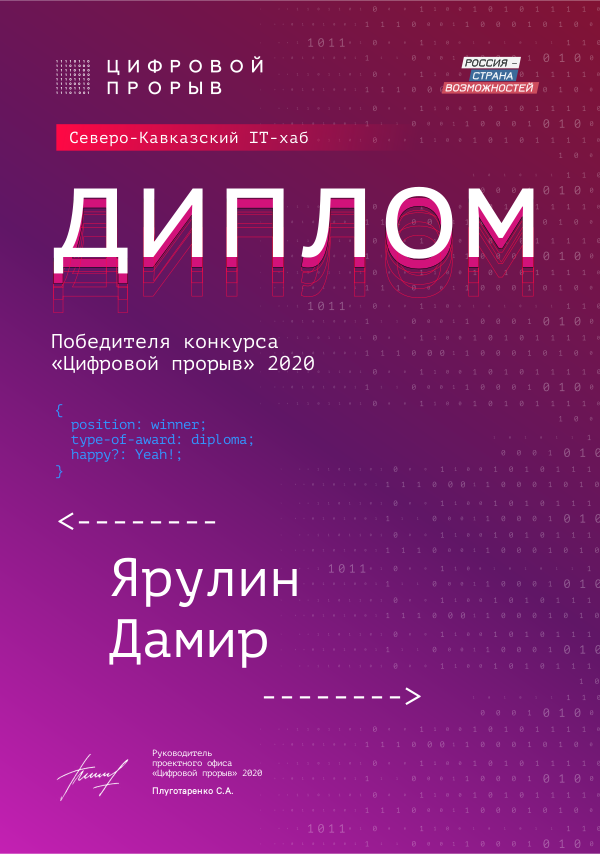 ЦИФРОВОЙ
ПРОРЫВ
РОССИЯ –
СТРАНА
ВОЗМОЖНОСТЕЙ
Северо-Кавказский IT-хаб
ДИПЛОМ
Победителя конкурса
«Цифровой прорыв» 2020
{
position: winner;
type-of-award: diploma;
happy?: Yeah!;
}
Ярулин
Дамир
Руководитель
проектного офиса
«Цифровой прорыв» 2020
Плуготаренко С.А.